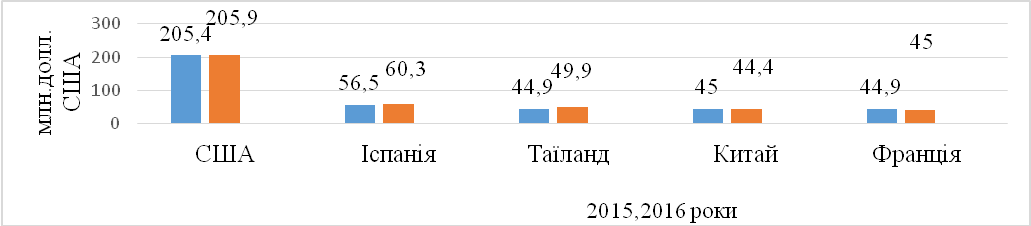 млн.долл.
США
300
200
100
0
205,4
205,9
56,5
60,3
44,9
49,9
45
44,4
44,9
45
США
Іспанія
Таїланд
Китай
Франція
2015,2016 роки